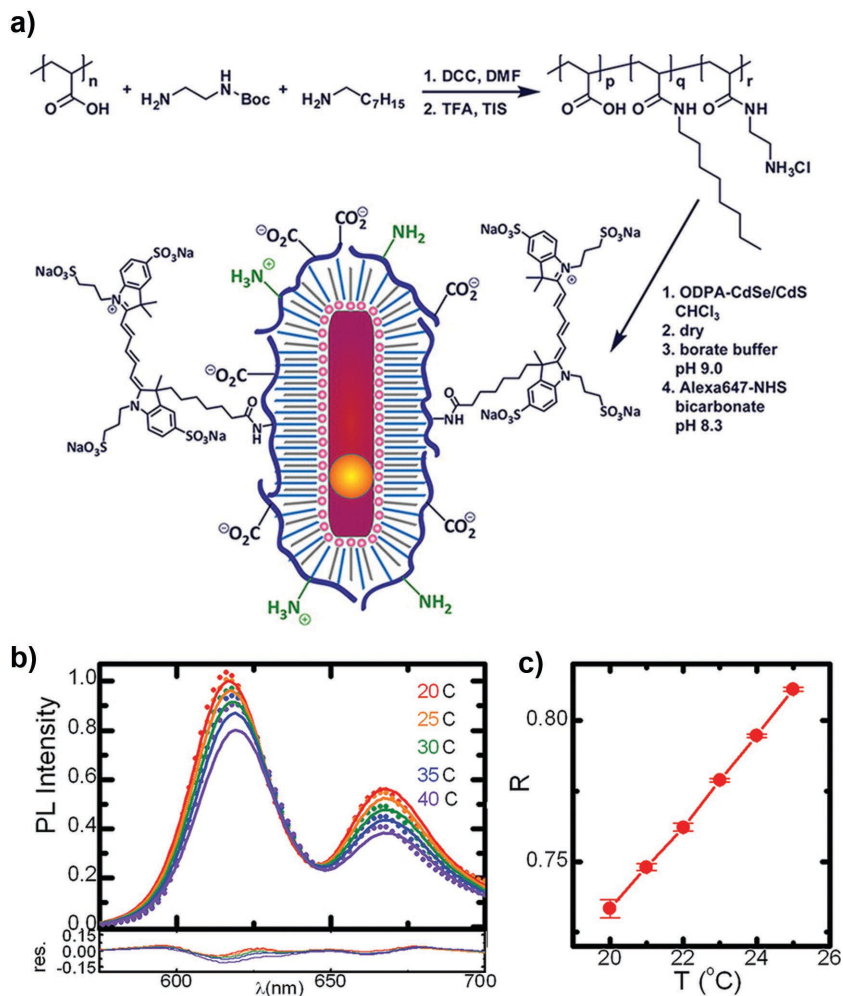 a)
n
p
q
r
O
OH
+
H2N
H
N
Boc
+
H2N
C7H15
1. DCC, DMF
2. TFA, TIS
O
OH
O
NH
O
NH
NH3Cl
1. ODPA-CdSe/CdS
CHCl3
2. dry
3. borate buffer
pH 9.0
4. Alexa647-NHS
bicarbonate
pH 8.3
SO3Na
NaO3S
N
⊕
N
NaO3S
SO3Na
O
N
H
⊖O2C
CO2⊖
NH2
H3N⊕
CO2⊖
⊖O2C
⊖O2C
CO2⊖
H3N⊕
NH2
NaO3S
SO3Na
N
⊕
N
SO3Na
NaO3S
O
NH
b)
PL Intensity
1.0
0.8
0.6
0.4
0.2
0.0
20 C
25 C
30 C
35 C
40 C
res.
0.15
0.00
-0.15
600
650
700
λ(nm)
c)
R
0.80
0.75
20
22
24
26
T (°C)